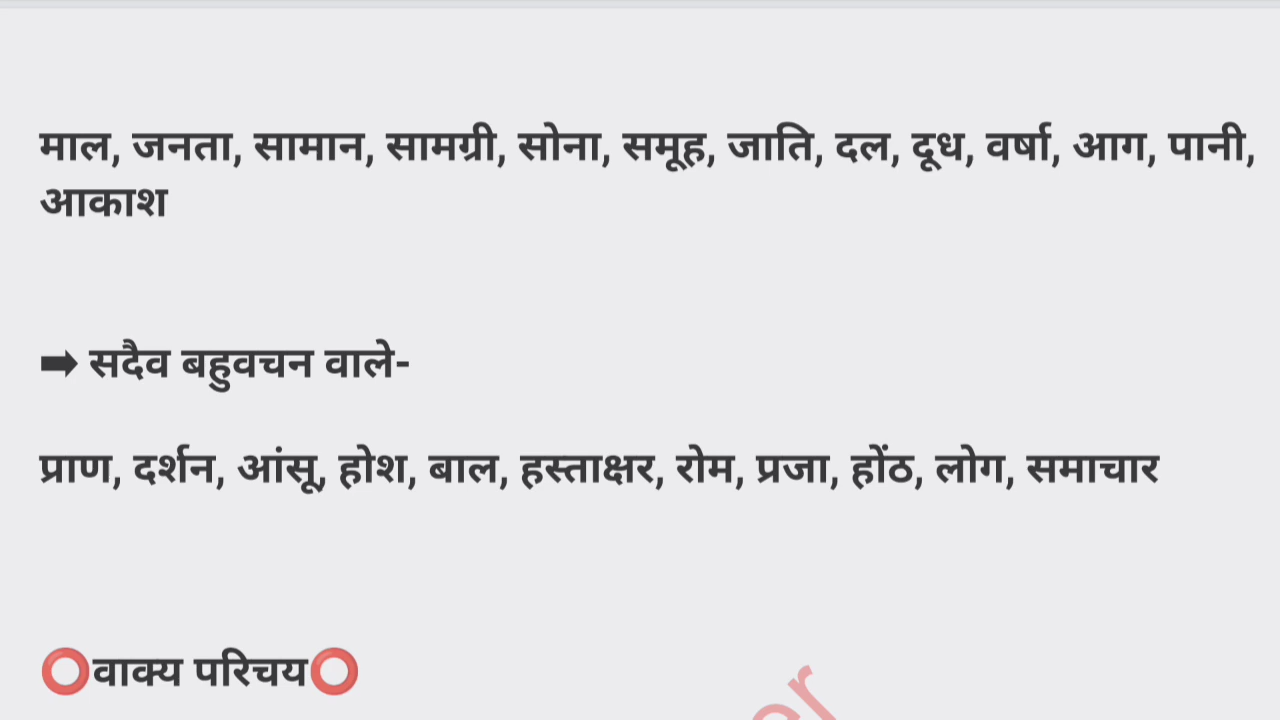 माल, जनता, सामान, सामग्री, सोना, समूह, जाति, दल, दूध, वर्षा, आग, पानी,
आकाश
➡ सदैव बहुवचन वाले-
प्राण, दर्शन, आंसू, होश, बाल, हस्ताक्षर, रोम, प्रजा, होंठ, लोग, समाचार
⭕वाक्य परिचय⭕